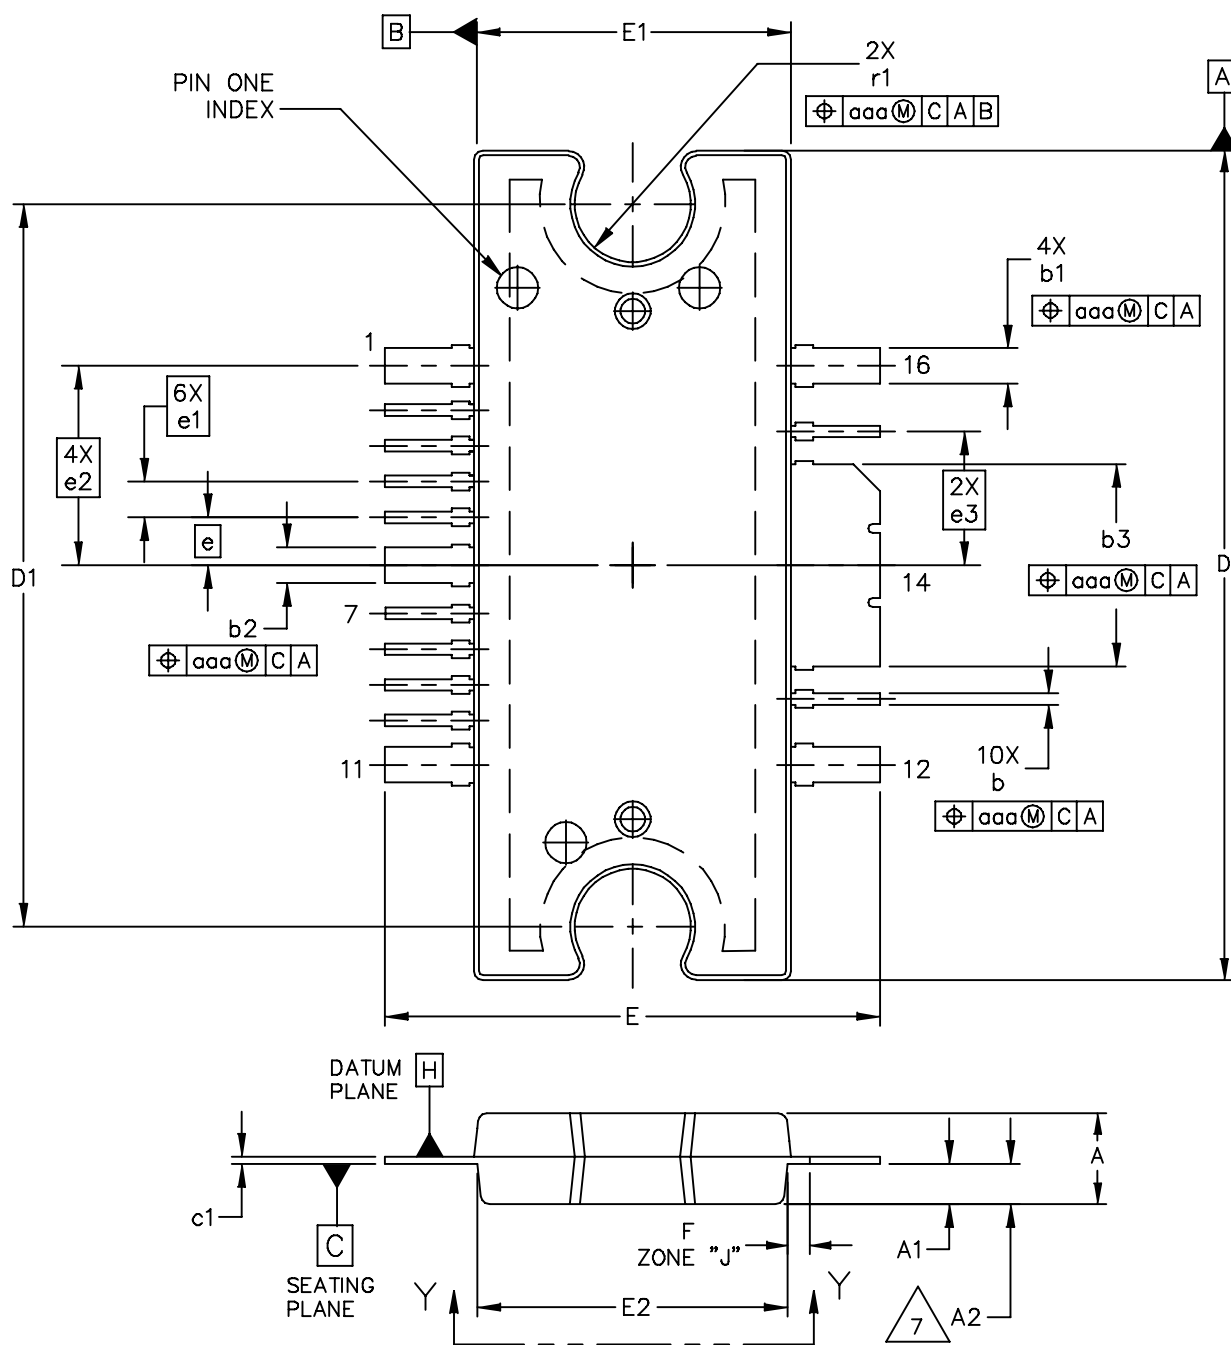 B
E1
2X
r1
⌖ aaa Ⓜ C A B
A
PIN ONE
INDEX
4X
b1
⌖ aaa Ⓜ C A
1
16
6X
e1
4X
e2
2X
e3
e
b3
D1
D
14
⌖ aaa Ⓜ C A
7
b2
⌖ aaa Ⓜ C A
11
12
10X
b
⌖ aaa Ⓜ C A
E
DATUM
PLANE
H
A
c1
C
SEATING
PLANE
F
ZONE "J"
A1
Y
Y
E2
7
A2